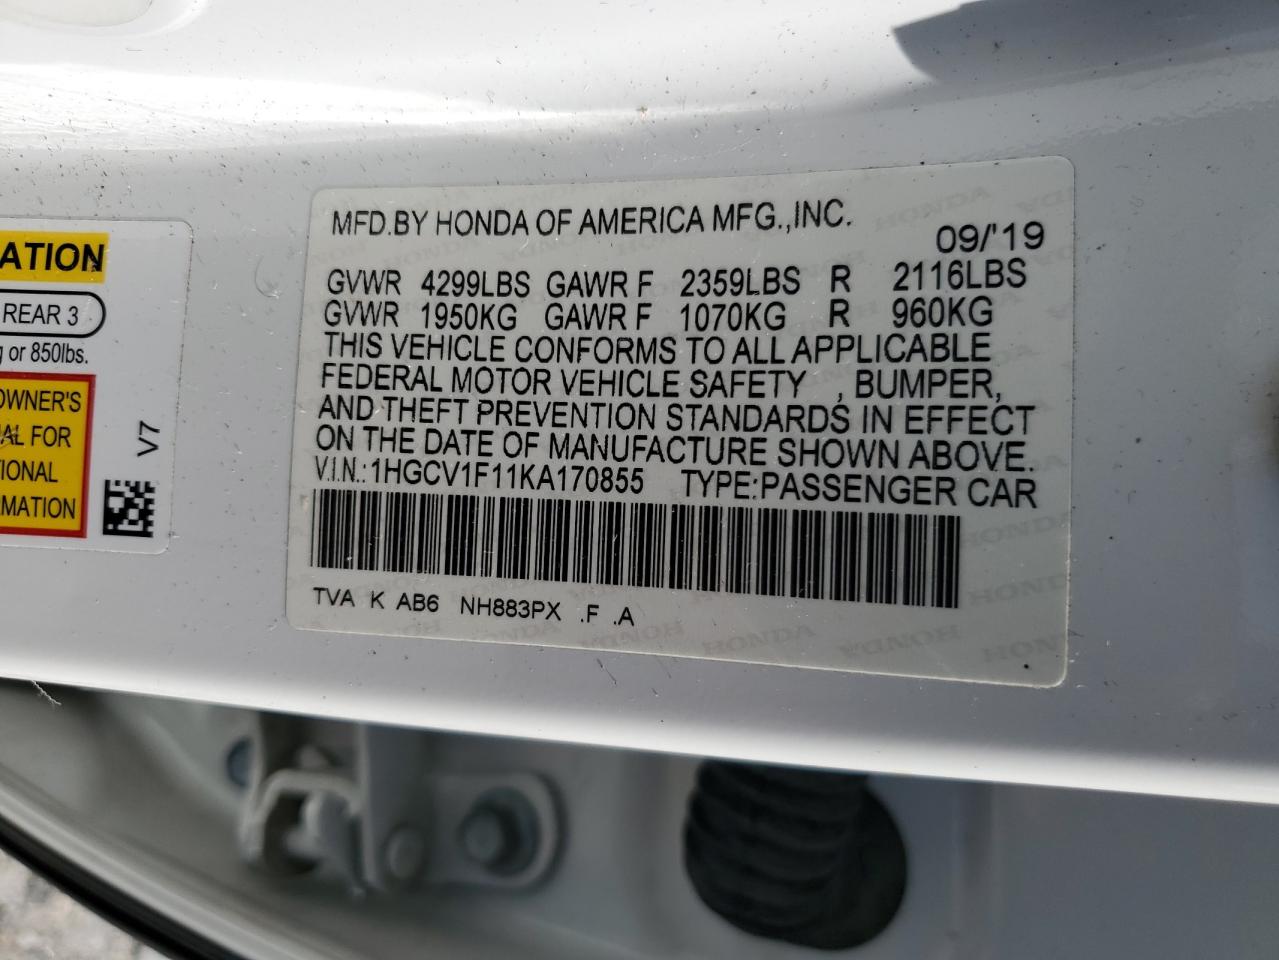 MFD.BY HONDA OF AMERICA MFG.,INC.
09/'19
GVWR 4299LBS GAWR F 2359LBS R 2116LBS
GVWR 1950KG GAWR F 1070KG R 960KG
THIS VEHICLE CONFORMS TO ALL APPLICABLE
FEDERAL MOTOR VEHICLE SAFETY , BUMPER,
AND THEFT PREVENTION STANDARDS IN EFFECT
ON THE DATE OF MANUFACTURE SHOWN ABOVE.
V.I.N.:1HGCV1F11KA170855 TYPE:PASSENGER CAR
TVA K AB6 NH883PX .F .A
ATION
REAR 3
or 850lbs.
OWNER'S
FOR
TIONAL
RMATION
V7
HONDA